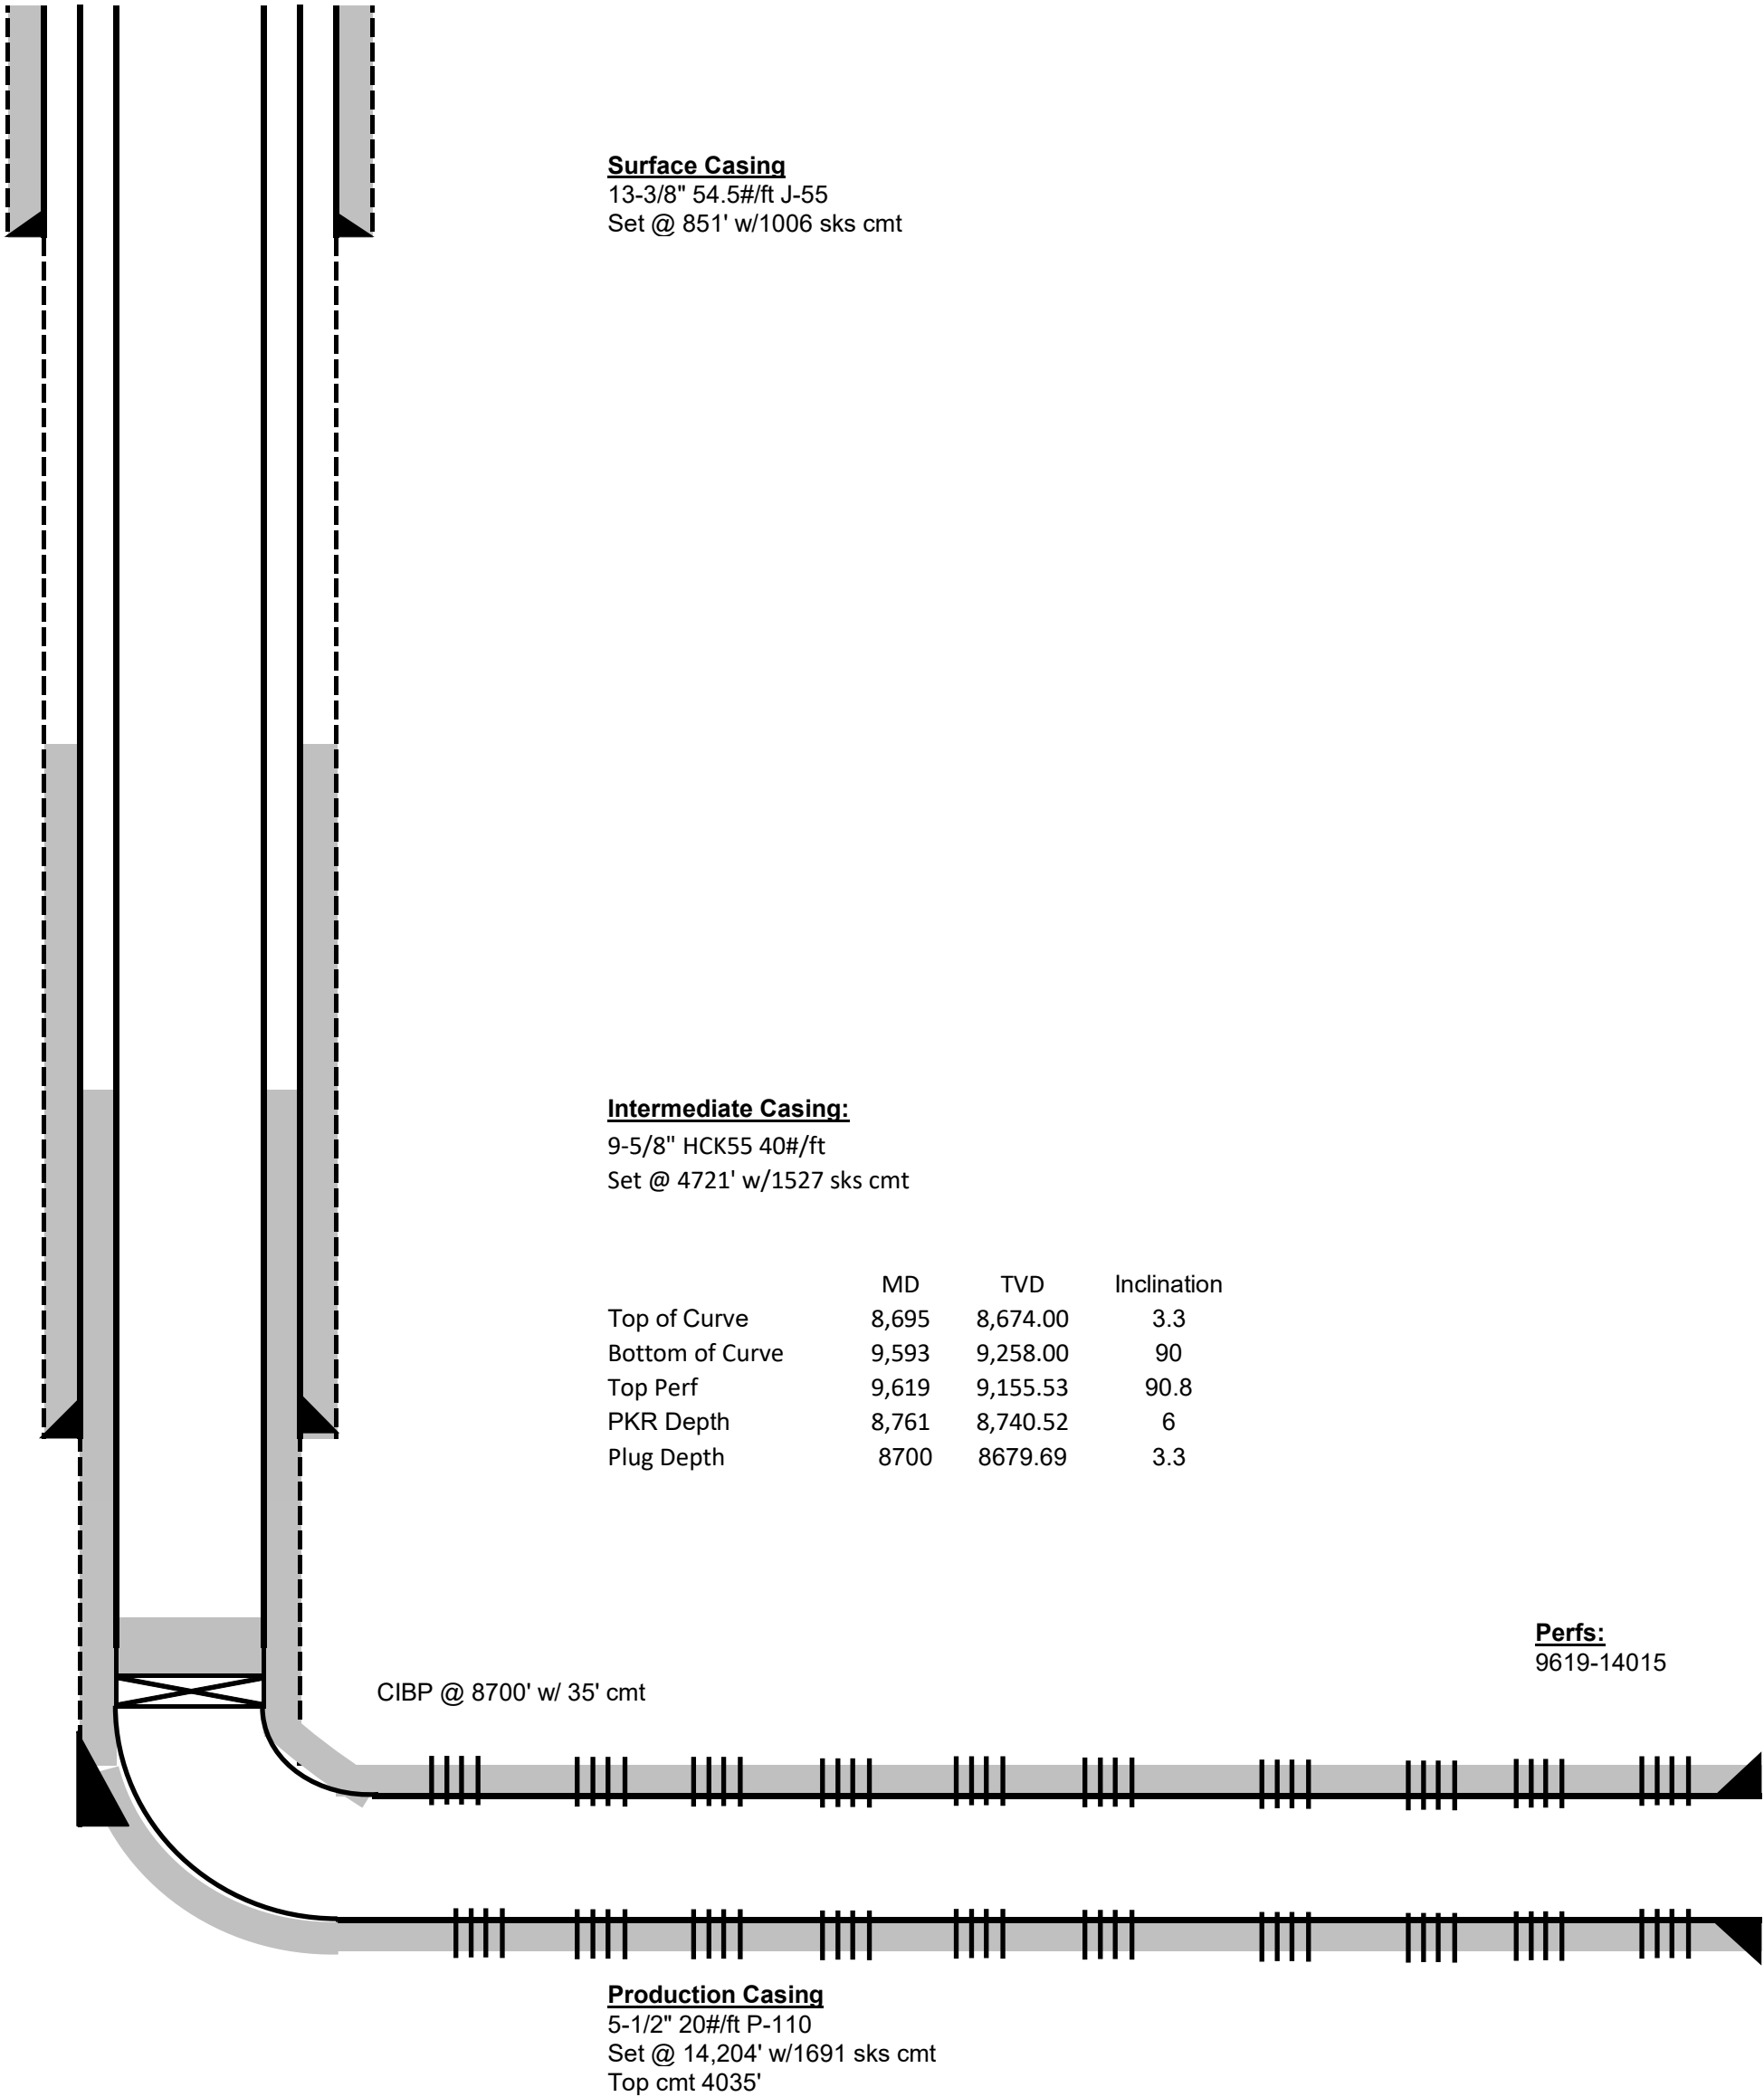 Surface Casing
13-3/8" 54.5#/ft J-55
Set @ 851' w/1006 sks cmt
Intermediate Casing:
9-5/8" HCK55 40#/ft
Set @ 4721' w/1527 sks cmt
MD TVD Inclination
Top of Curve 8,695 8,674.00 3.3
Bottom of Curve 9,593 9,258.00 90
Top Perf 9,619 9,155.53 90.8
PKR Depth 8,761 8,740.52 6
Plug Depth 8700 8679.69 3.3
Perfs:
9619-14015
CIBP @ 8700' w/ 35' cmt
Production Casing
5-1/2" 20#/ft P-110
Set @ 14,204' w/1691 sks cmt
Top cmt 4035'